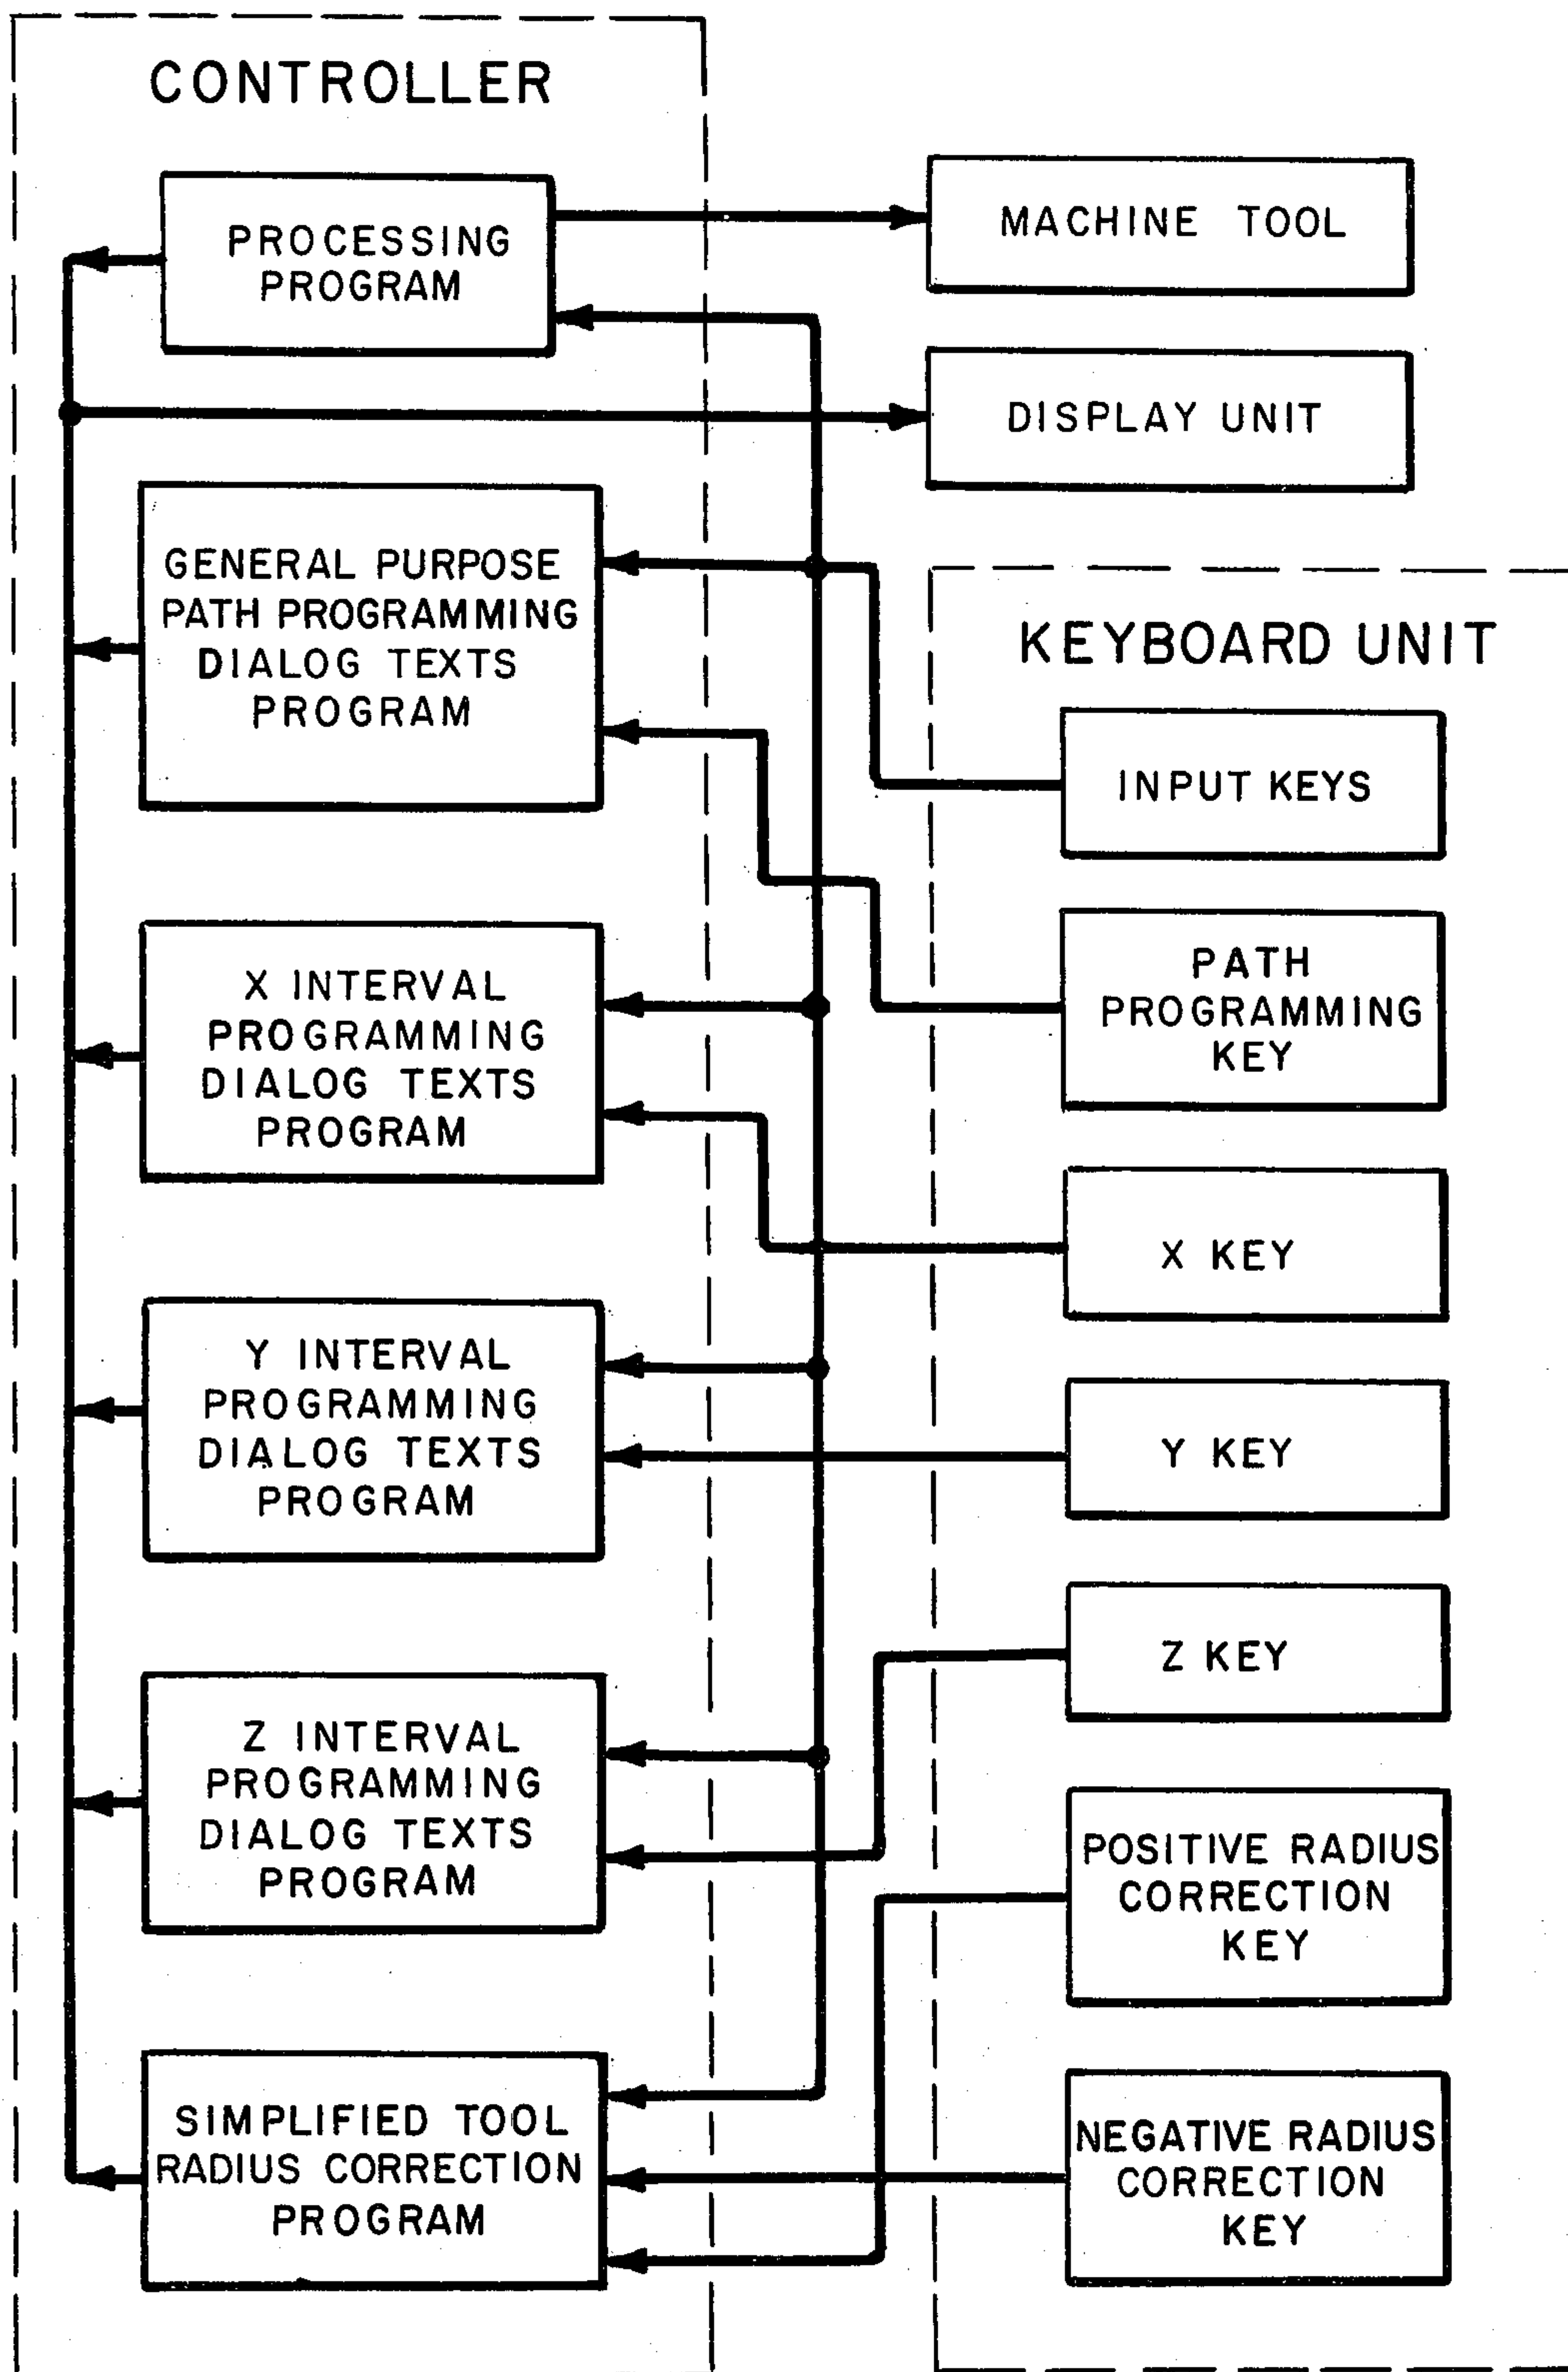 CONTROLLER
PROCESSING
PROGRAM
MACHINE TOOL
DISPLAY UNIT
GENERAL PURPOSE
PATH PROGRAMMING
DIALOG TEXTS
PROGRAM
KEYBOARD UNIT
INPUT KEYS
PATH
PROGRAMMING
KEY
X INTERVAL
PROGRAMMING
DIALOG TEXTS
PROGRAM
X KEY
Y INTERVAL
PROGRAMMING
DIALOG TEXTS
PROGRAM
Y KEY
Z KEY
Z INTERVAL
PROGRAMMING
DIALOG TEXTS
PROGRAM
POSITIVE RADIUS
CORRECTION
KEY
SIMPLIFIED TOOL
RADIUS CORRECTION
PROGRAM
NEGATIVE RADIUS
CORRECTION
KEY